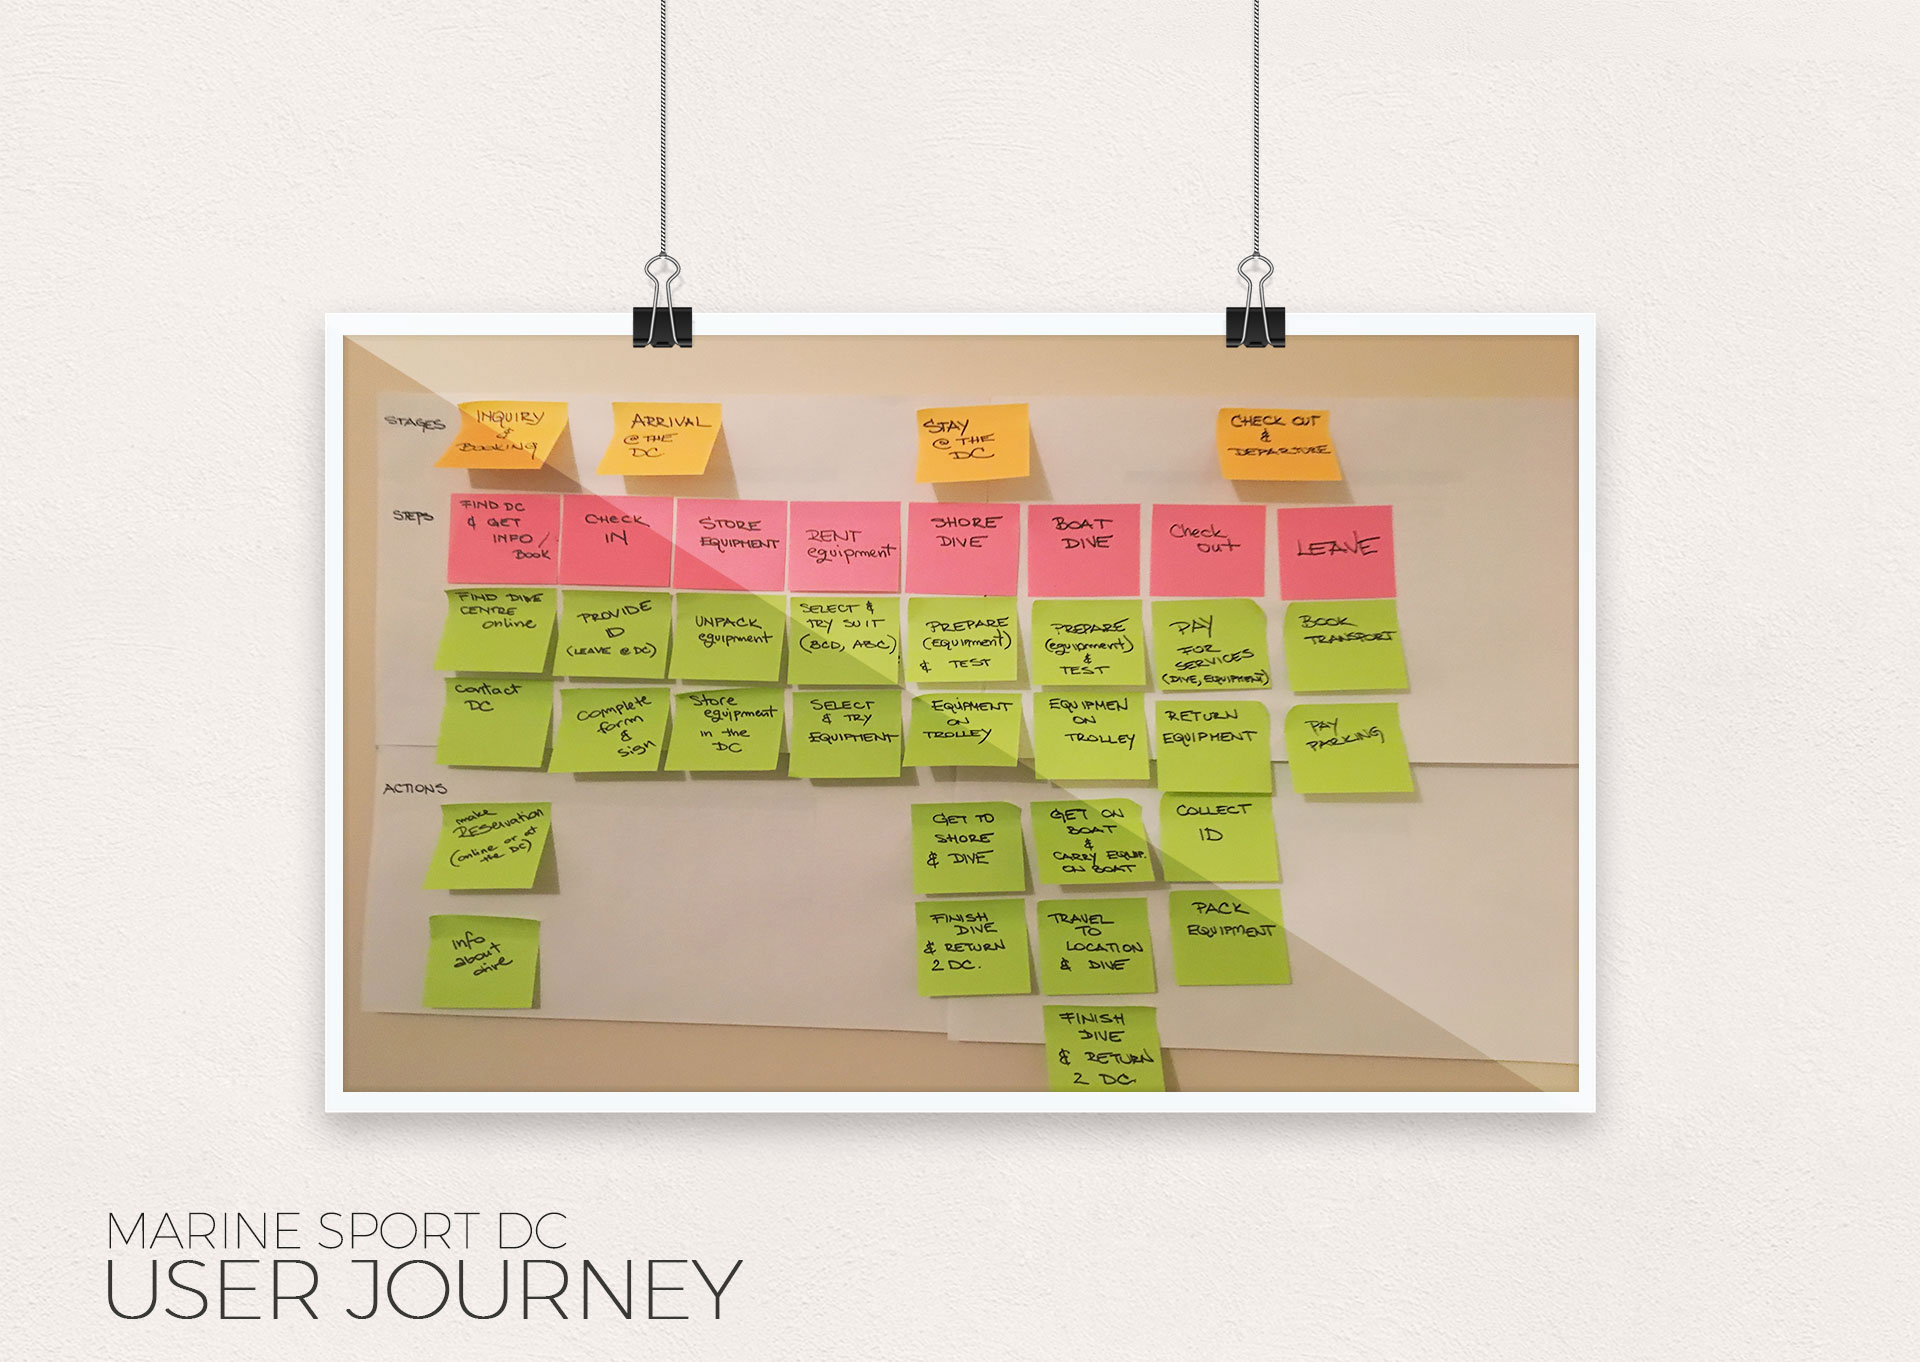 STAGES
INQUIRY
&
BOOKING
ARRIVAL
@ THE
DC
STAY
@ THE
DC
CHECK OUT
&
DEPARTURE
STEPS
FIND DC
& GET
INFO /
BOOK
CHECK
IN
STORE
EQUIPMENT
RENT
equipment
SHORE
DIVE
BOAT
DIVE
Check
out
LEAVE
FIND DIVE
CENTRE
online
PROVIDE
ID
(LEAVE @ DC)
UNPACK
equipment
SELECT &
TRY SUIT
(BCD, ABC)
PREPARE
(EQUIPMENT)
& TEST
PREPARE
(equipment)
&
TEST
PAY
FOR
SERVICES
(DIVE, EQUIPMENT)
BOOK
TRANSPORT
contact
DC
complete
form
&
sign
Store
equipment
in the
DC
SELECT
& TRY
EQUIPMENT
EQUIPMENT
ON
TROLLEY
EQUIPMEN
ON
TROLLEY
RETURN
EQUIPMENT
PAY
PARKING
ACTIONS
make
RESERVATION
(online or at
the DC)
GET TO
SHORE
& DIVE
GET ON
BOAT
&
CARRY EQUIP.
ON BOAT
COLLECT
ID
info
about
dive
FINISH
DIVE
& RETURN
2 DC.
TRAVEL
TO
LOCATION
& DIVE
PACK
EQUIPMENT
FINISH
DIVE
& RETURN
2 DC
MARINE SPORT DC
USER JOURNEY